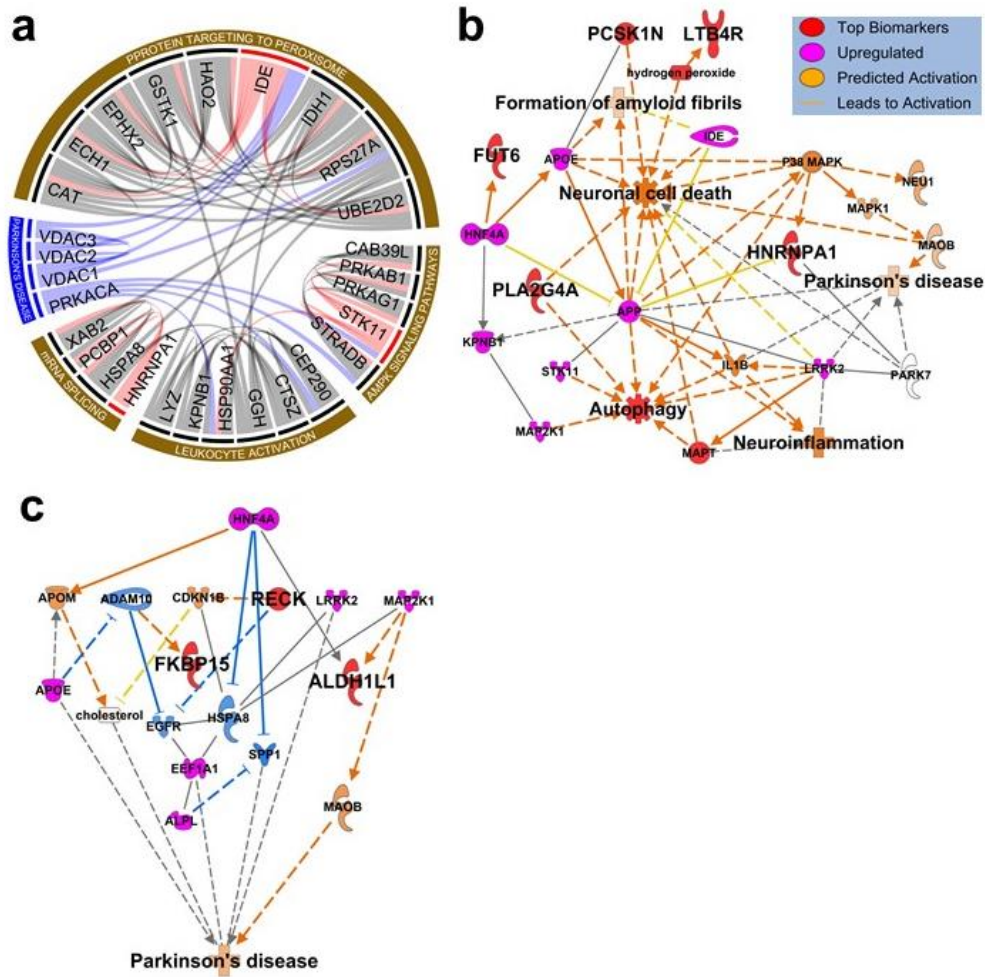 a
PPROTEIN TARGETING TO PEROXISOME
HAO2
GSTK1
EPHX2
ECH1
CAT
IDE
IDH1
RPS27A
UBE2D2
PARKINSON'S DISEASE
VDAC3
VDAC2
VDAC1
PRKACA
mRNA SPLICING
XAB2
PCBP1
HSPA8
HNRNPA1
LEUKOCYTE ACTIVATION
LYZ
KPNB1
HSP90AA1
GGH
CTSZ
CEP290
AMPK SIGNALING PATHWAYS
CAB39L
PRKAB1
PRKAG1
STK11
STRADB
b
Top Biomarkers
Upregulated
Predicted Activation
Leads to Activation
PCSK1N
LTB4R
hydrogen peroxide
Formation of amyloid fibrils
IDE
FUT6
APOE
P38 MAPK
Neuronal cell death
NEU1
MAPK1
HNF4A
MAOB
HNRNPA1
Parkinson's disease
PLA2G4A
APP
KPNB1
IL1B
LRRK2
PARK7
STK11
Autophagy
MAP2K1
Neuroinflammation
MAPT
c
HNF4A
APOM
ADAM10
CDKN1B
RECK
LRRK2
MAP2K1
FKBP15
ALDH1L1
APOE
cholesterol
EGFR
HSPA8
SPP1
EEF1A1
ALPL
MAOB
Parkinson's disease